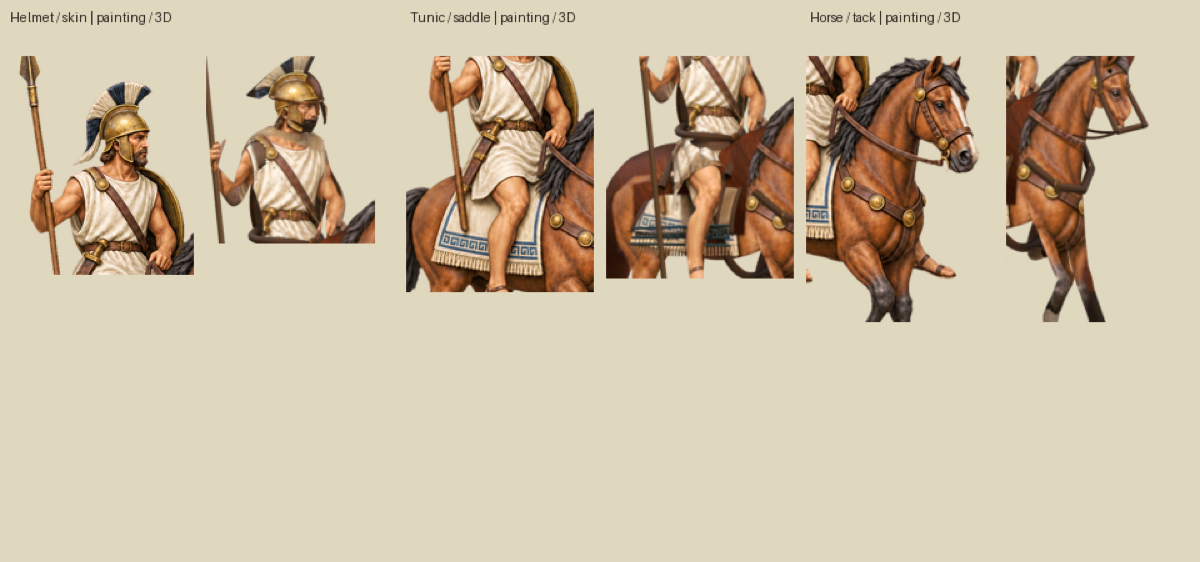 Helmet / skin | painting / 3D
Tunic / saddle | painting / 3D
Horse / tack | painting / 3D